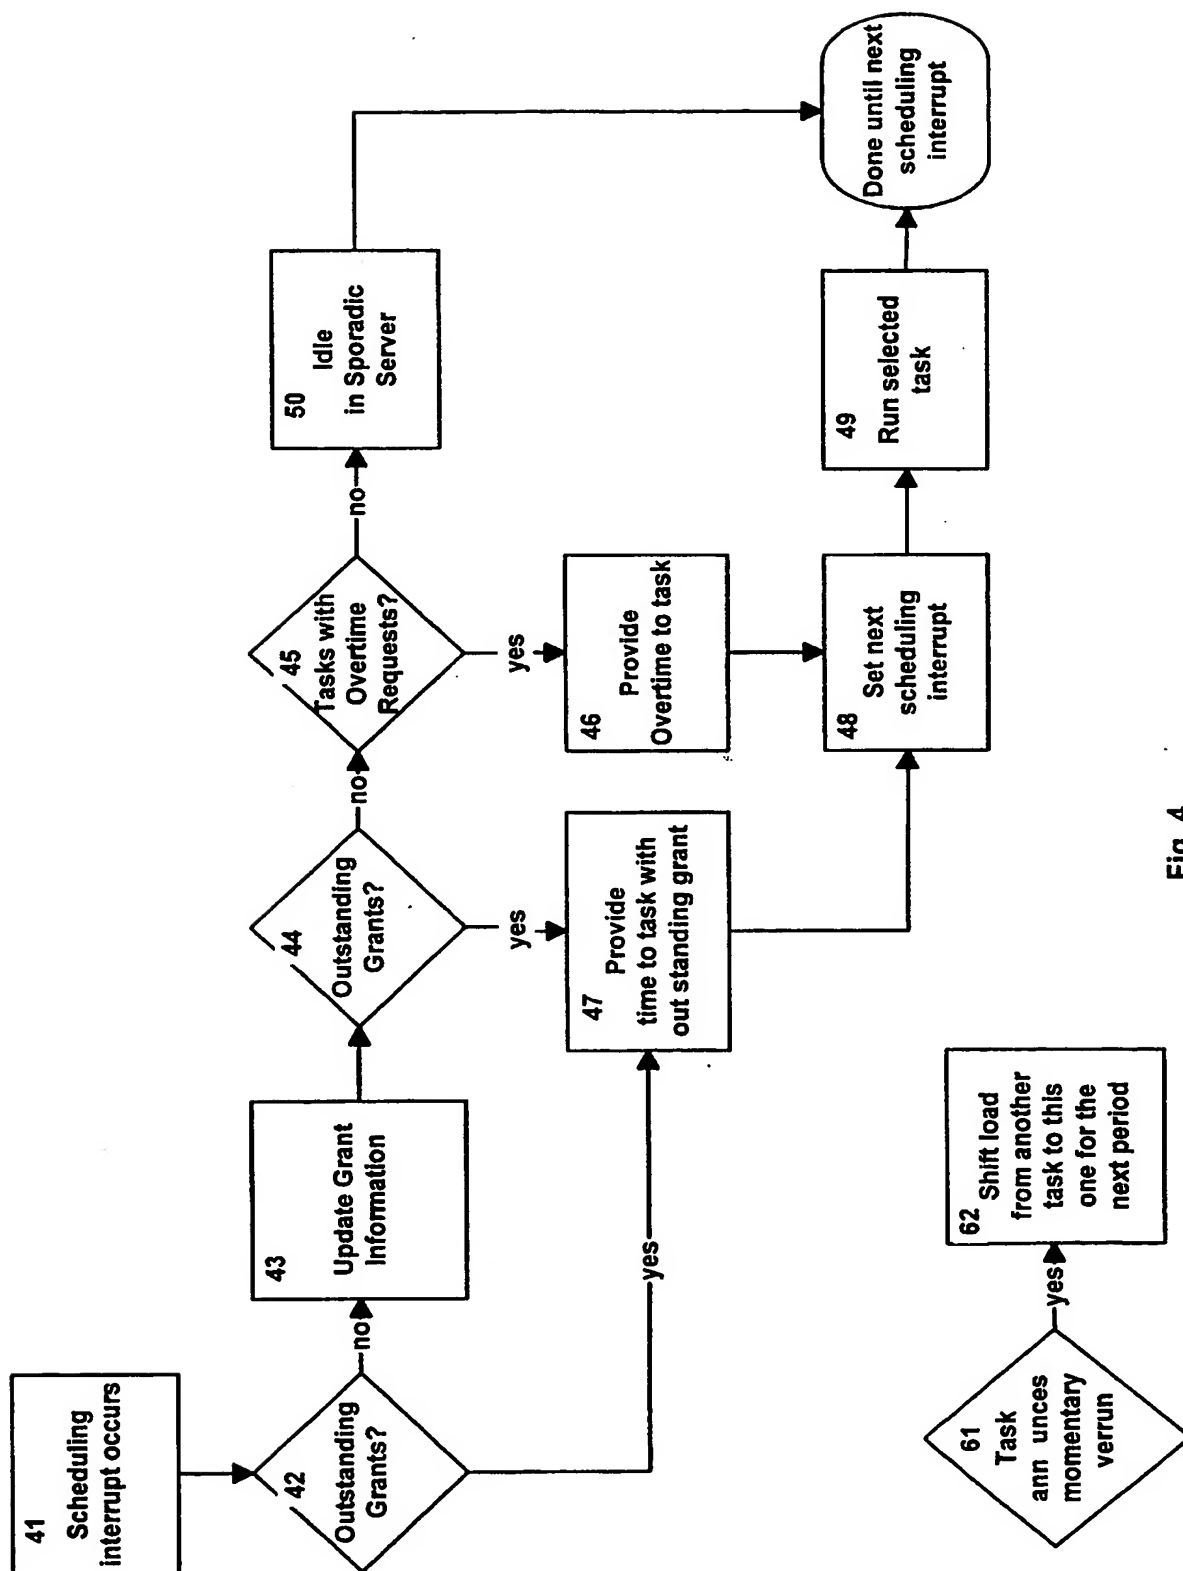 41
Scheduling
interrupt occurs
42
Outstanding
Grants?
no
yes
43
Update Grant
Information
44
Outstanding
Grants?
no
yes
45
Tasks with
Overtime
Requests?
no
yes
50
Idle
in Sporadic
Server
47
Provide
time to task with
out standing grant
46
Provide
Overtime to task
48
Set next
scheduling
interrupt
49
Run selected
task
Done until next
scheduling
interrupt
61
Task
ann unces
momentary
verrun
yes
62
Shift load
from another
task to this
one for the
next period
Fig. 4